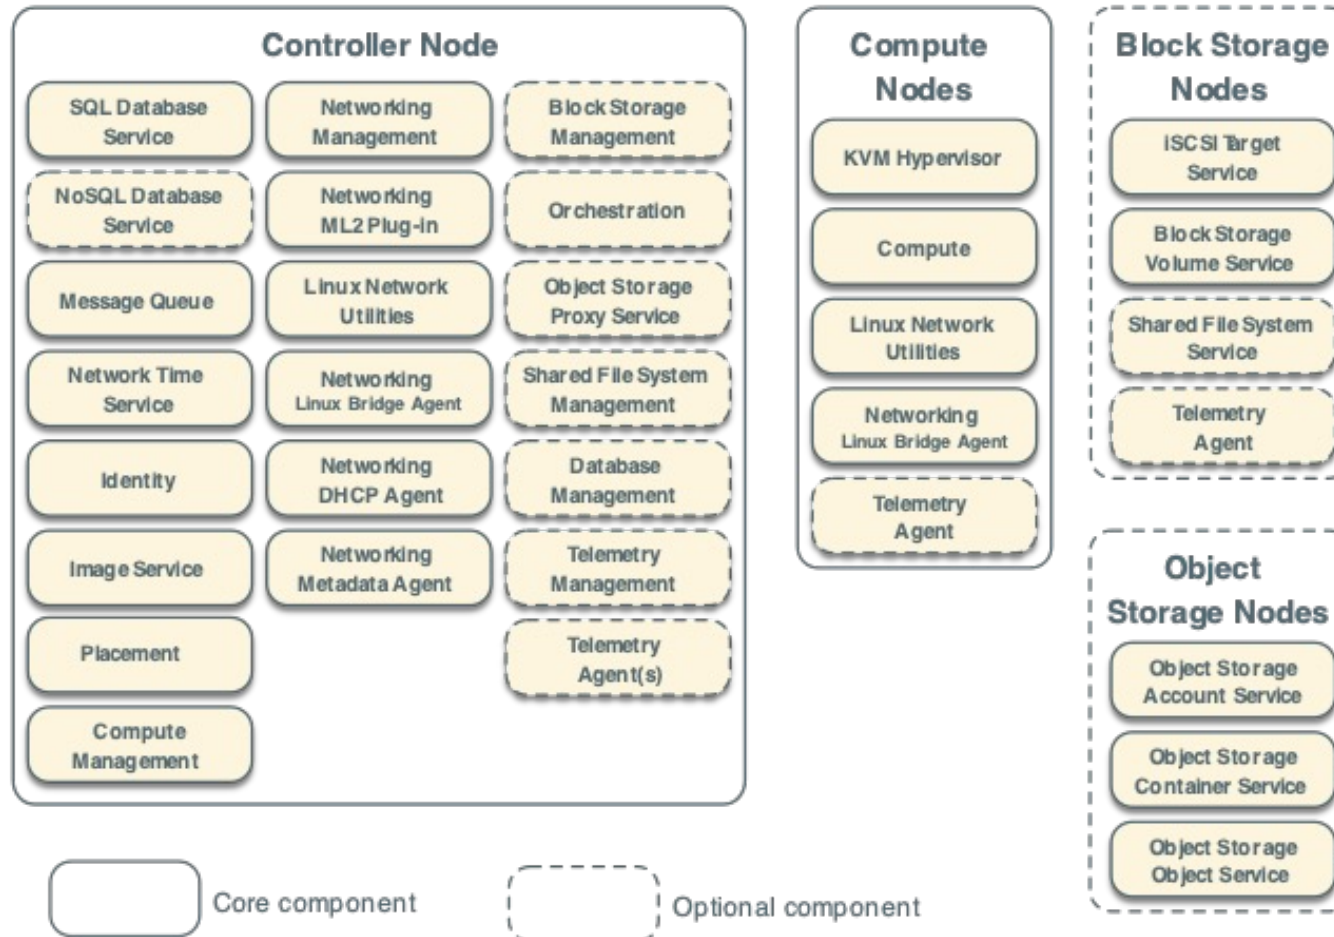 Controller Node
SQL Database
Service
NoSQL Database
Service
Message Queue
Network Time
Service
Identity
Image Service
Placement
Compute
Management
Networking
Management
Networking
ML2 Plug-in
Linux Network
Utilities
Networking
Linux Bridge Agent
Networking
DHCP Agent
Networking
Metadata Agent
Block Storage
Management
Orchestration
Object Storage
Proxy Service
Shared File System
Management
Database
Management
Telemetry
Management
Telemetry
Agent(s)
Compute
Nodes
KVM Hypervisor
Compute
Linux Network
Utilities
Networking
Linux Bridge Agent
Telemetry
Agent
Block Storage
Nodes
iSCSI Target
Service
Block Storage
Volume Service
Shared File System
Service
Telemetry
Agent
Object
Storage Nodes
Object Storage
Account Service
Object Storage
Container Service
Object Storage
Object Service
Core component
Optional component